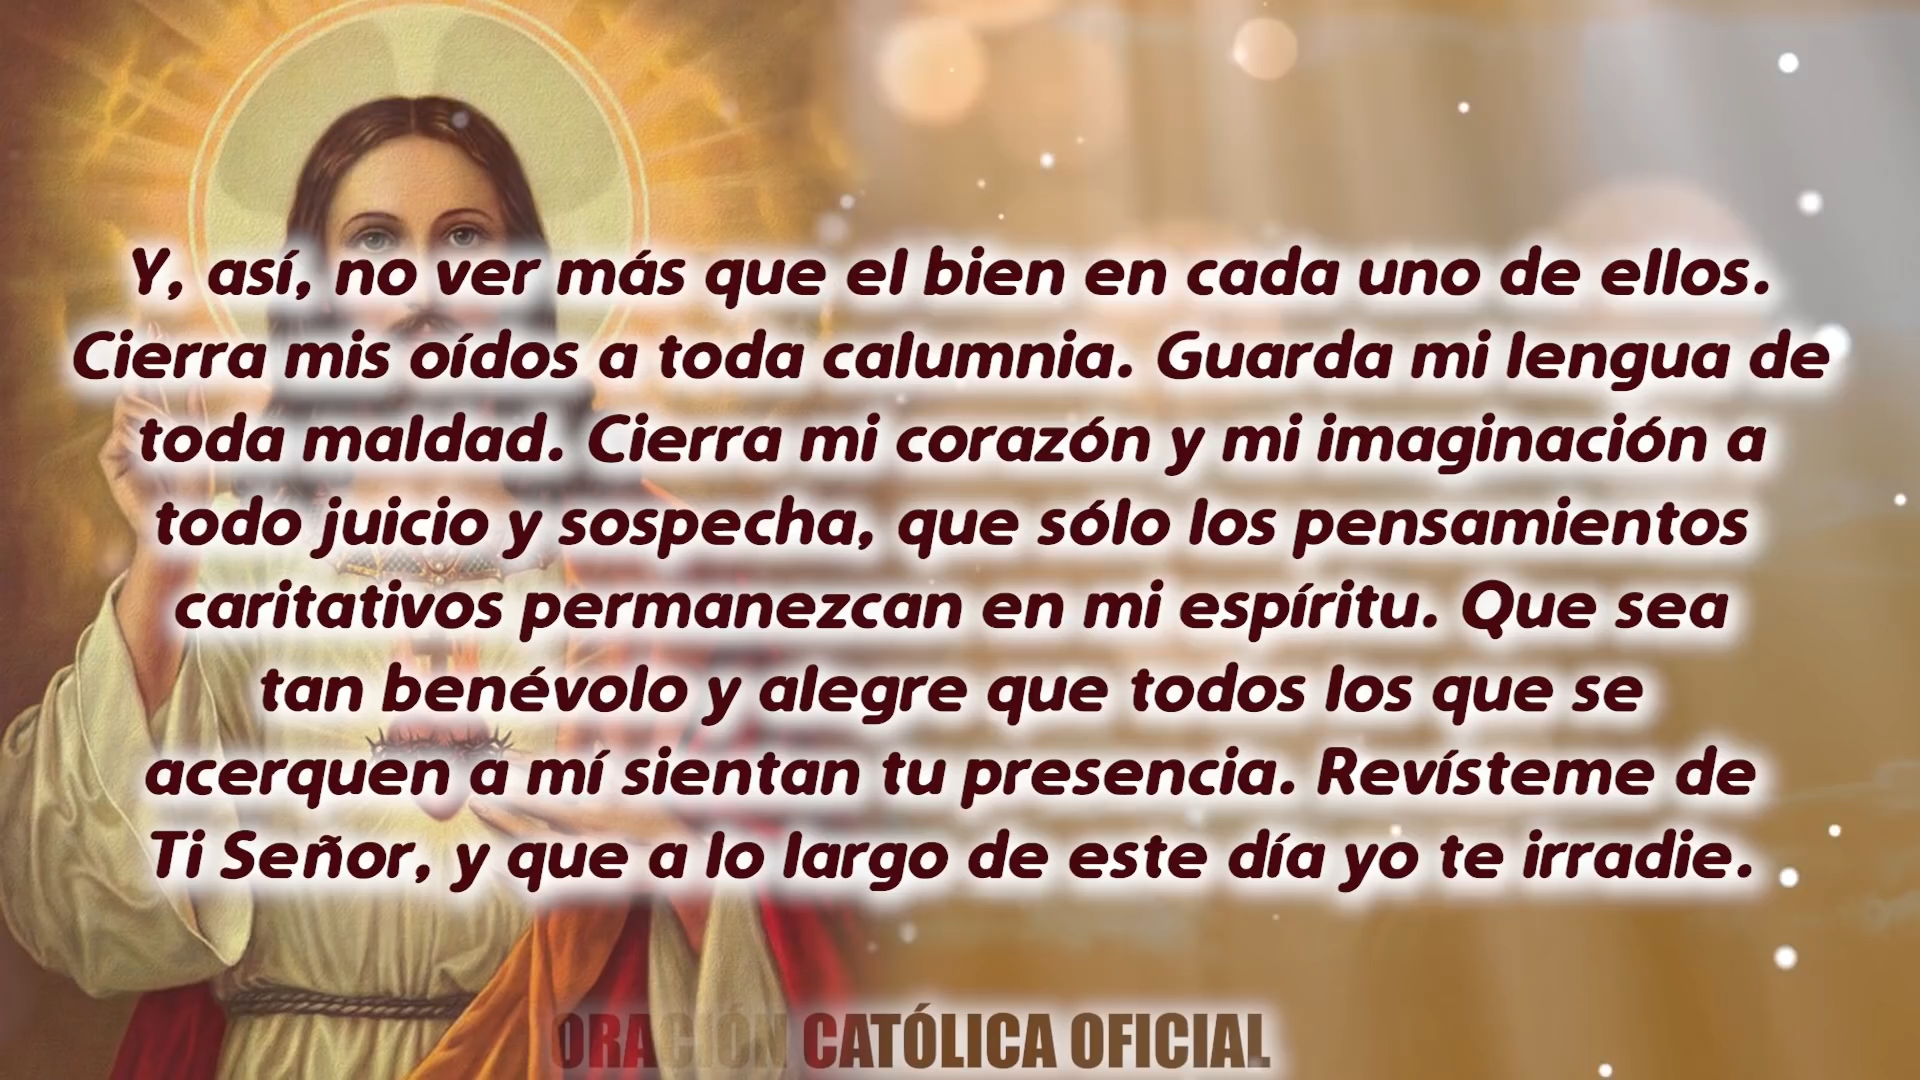 Y, así, no ver más que el bien en cada uno de ellos.
Cierra mis oídos a toda calumnia. Guarda mi lengua de
toda maldad. Cierra mi corazón y mi imaginación a
todo juicio y sospecha, que sólo los pensamientos
caritativos permanezcan en mi espíritu. Que sea
tan benévolo y alegre que todos los que se
acerquen a mí sientan tu presencia. Revísteme de
Ti Señor, y que a lo largo de este día yo te irradie.
ORACIÓN CATÓLICA OFICIAL